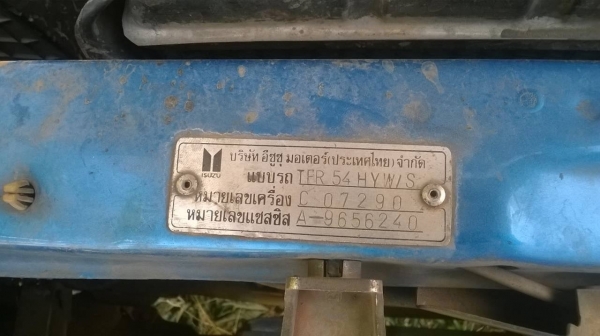 บริษัท อีซูซุ มอเตอร์(ประเทศไทย)จำกัด
ISUZU
แบบรถ TFR 54 HYW/S
หมายเลขเครื่อง C 07290
หมายเลขแชสซิส A-9656240